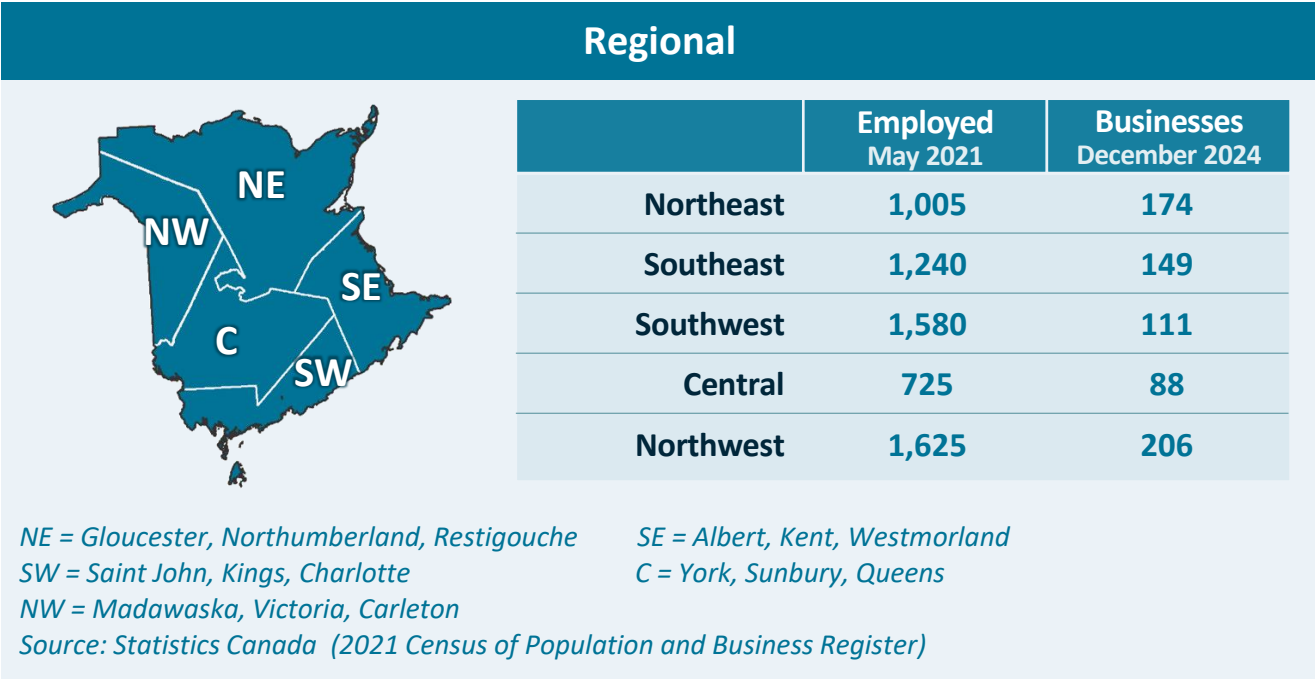 Regional
NE
NW
SE
C
SW
Employed Businesses
May 2021 December 2024
Northeast 1,005 174
Southeast 1,240 149
Southwest 1,580 111
Central 725 88
Northwest 1,625 206
NE = Gloucester, Northumberland, Restigouche SE = Albert, Kent, Westmorland
SW = Saint John, Kings, Charlotte C = York, Sunbury, Queens
NW = Madawaska, Victoria, Carleton
Source: Statistics Canada (2021 Census of Population and Business Register)